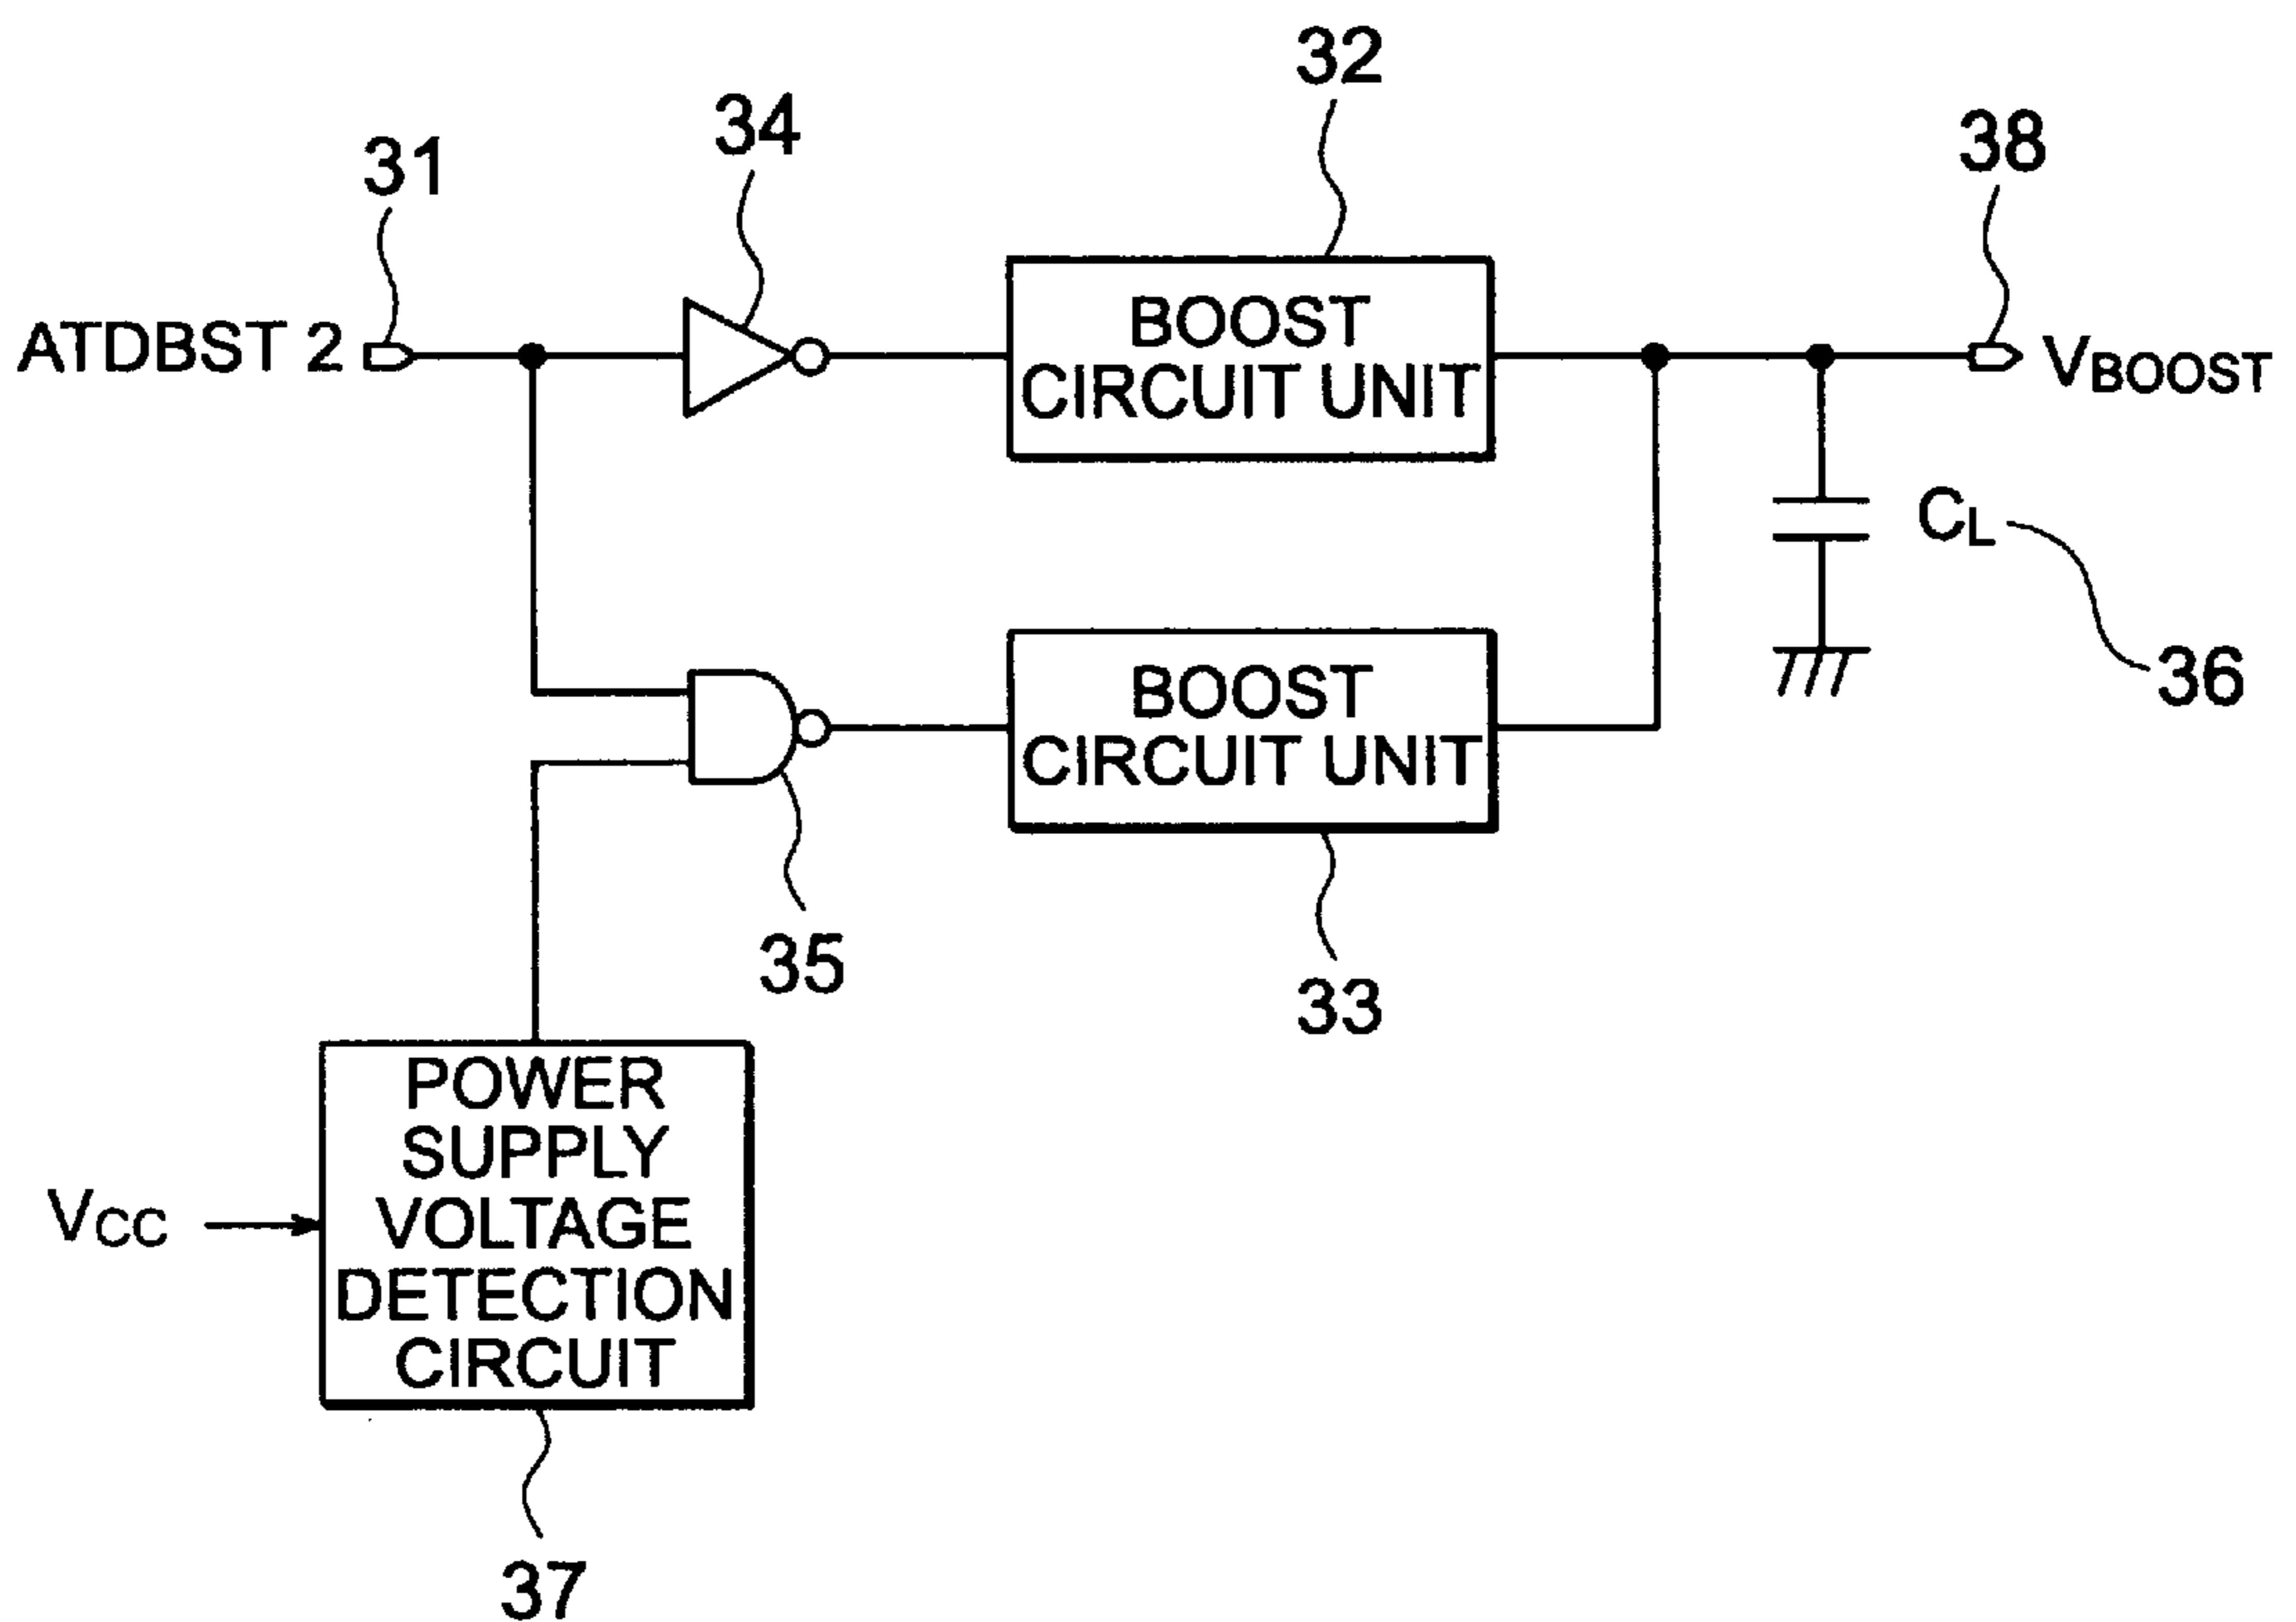 32
34
38
31
ATDBST 2
BOOST
CIRCUIT UNIT
VBOOST
CL
36
BOOST
CIRCUIT UNIT
35
33
POWER
SUPPLY
VOLTAGE
DETECTION
CIRCUIT
VCC
37